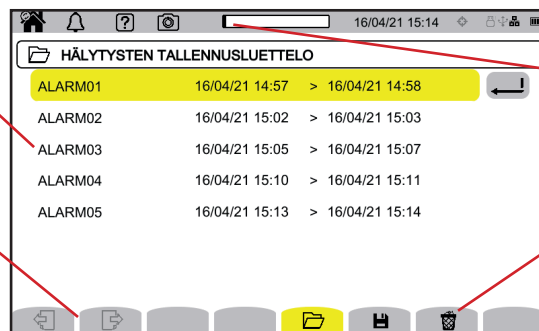 16/04/21 15:14
HÄLYTYSTEN TALLENNUSLUETTELO
ALARM01 16/04/21 14:57 > 16/04/21 14:58
ALARM02 16/04/21 15:02 > 16/04/21 15:03
ALARM03 16/04/21 15:05 > 16/04/21 15:07
ALARM04 16/04/21 15:10 > 16/04/21 15:11
ALARM05 16/04/21 15:13 > 16/04/21 15:14